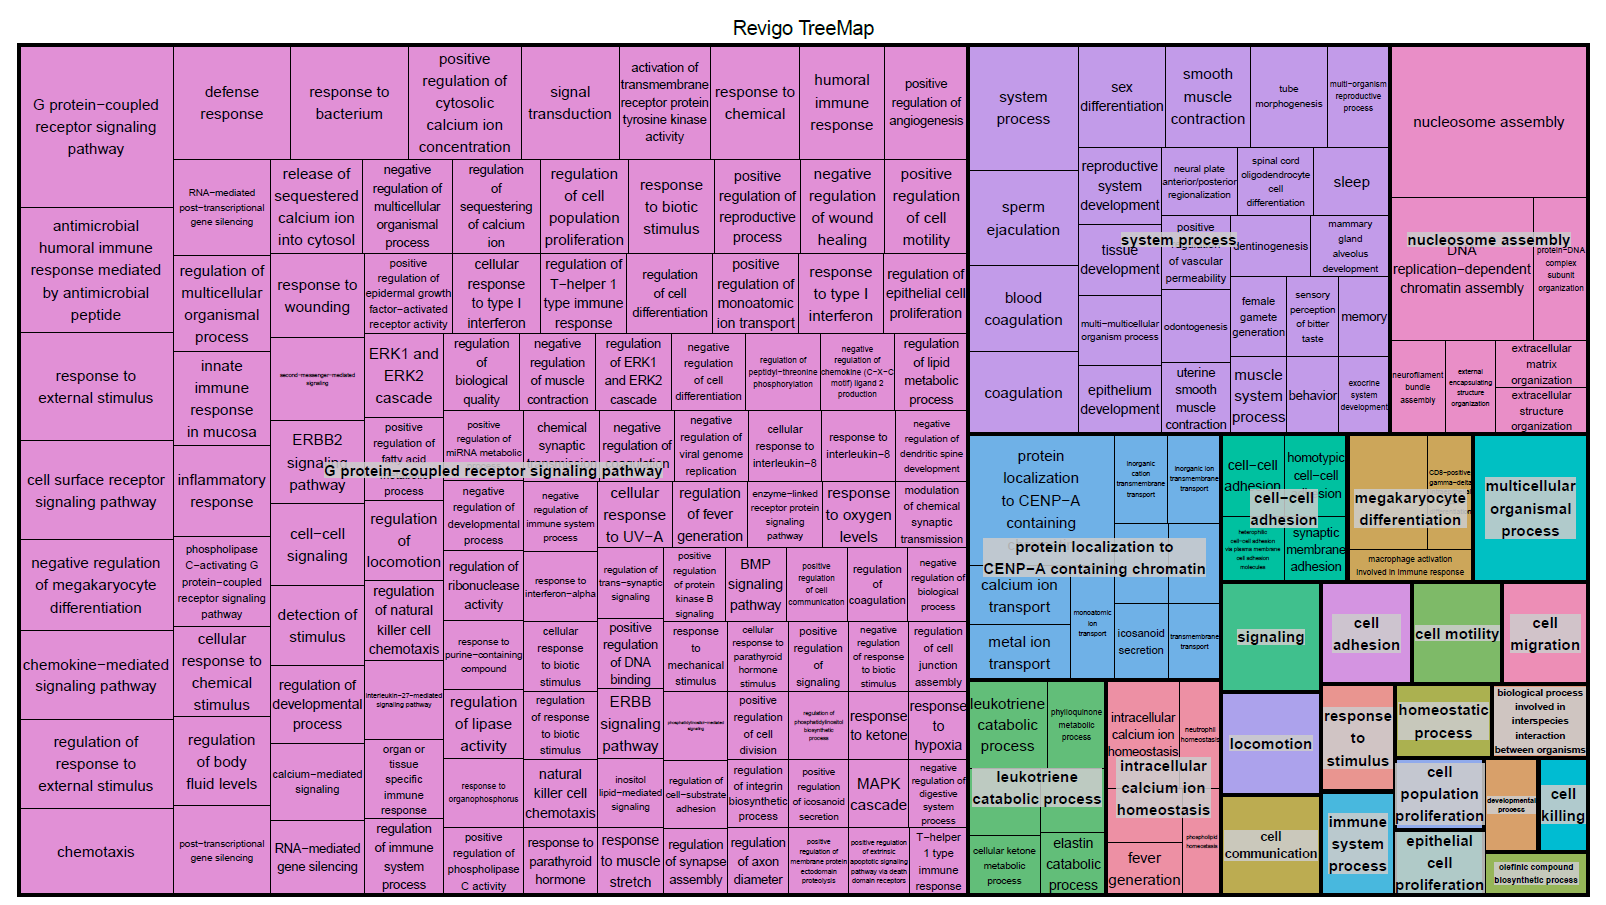 Revigo TreeMap
G protein−coupled
receptor signaling
pathway
antimicrobial
humoral immune
response mediated
by antimicrobial
peptide
response to
external stimulus
cell surface receptor
signaling pathway
negative regulation
of megakaryocyte
differentiation
chemokine−mediated
signaling pathway
regulation of
response to
external stimulus
chemotaxis
defense
response
response to
bacterium
positive
regulation of
cytosolic
calcium ion
concentration
signal
transduction
activation of
transmembrane
receptor protein
tyrosine kinase
activity
response to
chemical
humoral
immune
response
positive
regulation of
angiogenesis
RNA−mediated
post−transcriptional
gene silencing
regulation of
multicellular
organismal
process
innate
immune
response
in mucosa
inflammatory
response
phospholipase
C−activating G
protein−coupled
receptor signaling
pathway
cellular
response to
chemical
stimulus
regulation
of body
fluid levels
post−transcriptional
gene silencing
release of
sequestered
calcium ion
into cytosol
negative
regulation of
multicellular
organismal
process
regulation
of
sequestering
of calcium
ion
regulation
of cell
population
proliferation
response
to biotic
stimulus
positive
regulation of
reproductive
process
negative
regulation
of wound
healing
positive
regulation
of cell
motility
response to
wounding
positive
regulation of
epidermal growth
factor−activated
receptor activity
cellular
response
to type I
interferon
regulation of
T−helper 1
type immune
response
regulation
of cell
differentiation
positive
regulation of
monoatomic
ion transport
response
to type I
interferon
regulation of
epithelial cell
proliferation
second−messenger−mediated
signaling
ERBB2
signaling
pathway
cell−cell
signaling
detection of
stimulus
regulation of
developmental
process
calcium−mediated
signaling
RNA−mediated
gene silencing
ERK1 and
ERK2
cascade
regulation
of
biological
quality
negative
regulation
of muscle
contraction
regulation
of ERK1
and ERK2
cascade
negative
regulation
of cell
differentiation
regulation of
peptidyl−threonine
phosphorylation
negative
regulation of
chemokine (C−X−C
motif) ligand 2
production
regulation
of lipid
metabolic
process
positive
regulation of
fatty acid
process
positive
regulation of
miRNA metabolic
chemical
synaptic
negative
regulation of
negative
regulation of
viral genome
replication
cellular
response to
interleukin−8
response to
interleukin−8
negative
regulation of
dendritic spine
development
G protein−coupled receptor signaling pathway
regulation
of
locomotion
negative
regulation of
developmental
process
negative
regulation of
immune system
process
cellular
response
to UV−A
regulation
of fever
generation
enzyme−linked
receptor protein
signaling
pathway
response
to oxygen
levels
modulation
of chemical
synaptic
transmission
regulation
of natural
killer cell
chemotaxis
regulation of
ribonuclease
activity
response to
interferon−alpha
regulation of
trans−synaptic
signaling
positive
regulation
of protein
kinase B
signaling
BMP
signaling
pathway
positive
regulation
of cell
communication
regulation
of
coagulation
negative
regulation of
biological
process
interleukin−27−mediated
signaling pathway
response to
purine−containing
compound
cellular
response
to biotic
stimulus
positive
regulation
of DNA
binding
response
to
mechanical
stimulus
cellular
response to
parathyroid
hormone
stimulus
positive
regulation
of
signaling
negative
regulation
of response
to biotic
stimulus
regulation
of cell
junction
assembly
regulation
of lipase
activity
regulation
of response
to biotic
stimulus
ERBB
signaling
pathway
phosphatidylinositol−mediated
signaling
positive
regulation
of cell
division
regulation of
phosphatidylinositol
biosynthetic
process
response
to ketone
response
to
hypoxia
organ or
tissue
specific
immune
response
response to
organophosphorus
natural
killer cell
chemotaxis
inositol
lipid−mediated
signaling
regulation of
cell−substrate
adhesion
regulation
of integrin
biosynthetic
process
positive
regulation
of icosanoid
secretion
MAPK
cascade
negative
regulation of
digestive
system
process
regulation
of immune
system
process
positive
regulation of
phospholipase
C activity
response to
parathyroid
hormone
response
to muscle
stretch
regulation
of synapse
assembly
regulation
of axon
diameter
positive
regulation of
membrane protein
ectodomain
proteolysis
positive regulation
of extrinsic
apoptotic signaling
pathway via death
domain receptors
T−helper
1 type
immune
response
system
process
sperm
ejaculation
blood
coagulation
coagulation
sex
differentiation
smooth
muscle
contraction
tube
morphogenesis
multi−organism
reproductive
process
reproductive
system
development
neural plate
anterior/posterior
regionalization
spinal cord
oligodendrocyte
cell
differentiation
sleep
tissue
development
positive
of vascular
permeability
dentinogenesis
mammary
gland
alveolus
development
system process
multi−multicellular
organism process
odontogenesis
female
gamete
generation
sensory
perception
of bitter
taste
memory
epithelium
development
uterine
smooth
muscle
contraction
muscle
system
process
behavior
exocrine
system
development
nucleosome assembly
nucleosome assembly
DNA
replication−dependent
chromatin assembly
protein−DNA
complex
subunit
organization
neurofilament
bundle
assembly
external
encapsulating
structure
organization
extracellular
matrix
organization
extracellular
structure
organization
protein
localization
to CENP−A
containing
inorganic
cation
transmembrane
transport
inorganic ion
transmembrane
transport
protein localization to
CENP−A containing chromatin
calcium ion
transport
metal ion
transport
monoatomic
ion
transport
icosanoid
secretion
transmembrane
transport
cell−cell
adhesion
homotypic
cell−cell
cell−cell
adhesion
heterophilic
cell−cell adhesion
via plasma membrane
cell adhesion
molecules
synaptic
membrane
adhesion
CD8−positive
gamma−delta
megakaryocyte
differentiation
macrophage activation
involved in immune response
multicellular
organismal
process
signaling
cell
adhesion
cell motility
cell
migration
leukotriene
catabolic
process
phylloquinone
metabolic
process
leukotriene
catabolic process
cellular ketone
metabolic
process
elastin
catabolic
process
intracellular
calcium ion
homeostasis
neutrophil
homeostasis
intracellular
calcium ion
homeostasis
phospholipid
homeostasis
fever
generation
locomotion
cell
communication
response
to
stimulus
immune
system
process
homeostatic
process
biological process
involved in
interspecies
interaction
between organisms
cell
population
proliferation
developmental
process
cell
killing
epithelial
cell
proliferation
olefinic compound
biosynthetic process